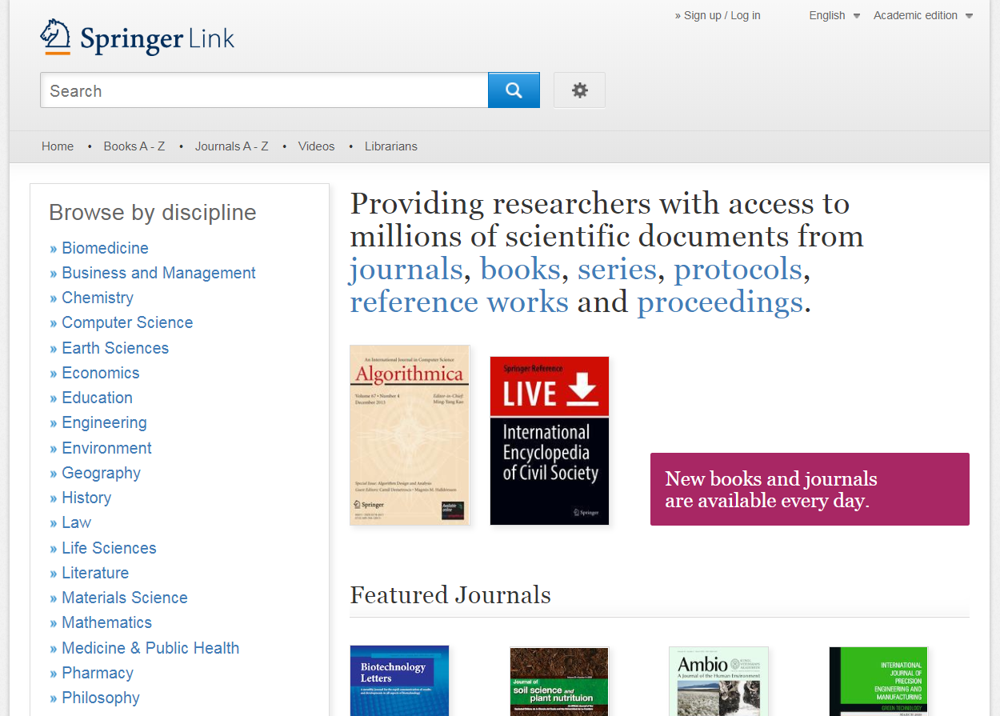 » Sign up / Log in English Academic edition
Springer Link
Search
Home • Books A - Z • Journals A - Z • Videos • Librarians
Browse by discipline
» Biomedicine
» Business and Management
» Chemistry
» Computer Science
» Earth Sciences
» Economics
» Education
» Engineering
» Environment
» Geography
» History
» Law
» Life Sciences
» Literature
» Materials Science
» Mathematics
» Medicine & Public Health
» Pharmacy
» Philosophy
Providing researchers with access to
millions of scientific documents from
journals, books, series, protocols,
reference works and proceedings.
An International Journal in Computer Science
Algorithmica
Volume 67 • Number 4
December 2013
Editor-in-Chief:
Ming-Yang Kao
Special Issue: Algorithm Design and Analysis
Guest Editors: Camil Demetrescu • Magnús M. Halldórsson
Springer
Available
online
Springer Reference
LIVE
International
Encyclopedia
of Civil Society
Springer
New books and journals
are available every day.
Featured Journals
Biotechnology
Letters
Journal of
soil science and
plant nutrituion
Ambio
A Journal of the Human Environment
INTERNATIONAL
JOURNAL OF
PRECISION
ENGINEERING AND
MANUFACTURING
GREEN TECHNOLOGY